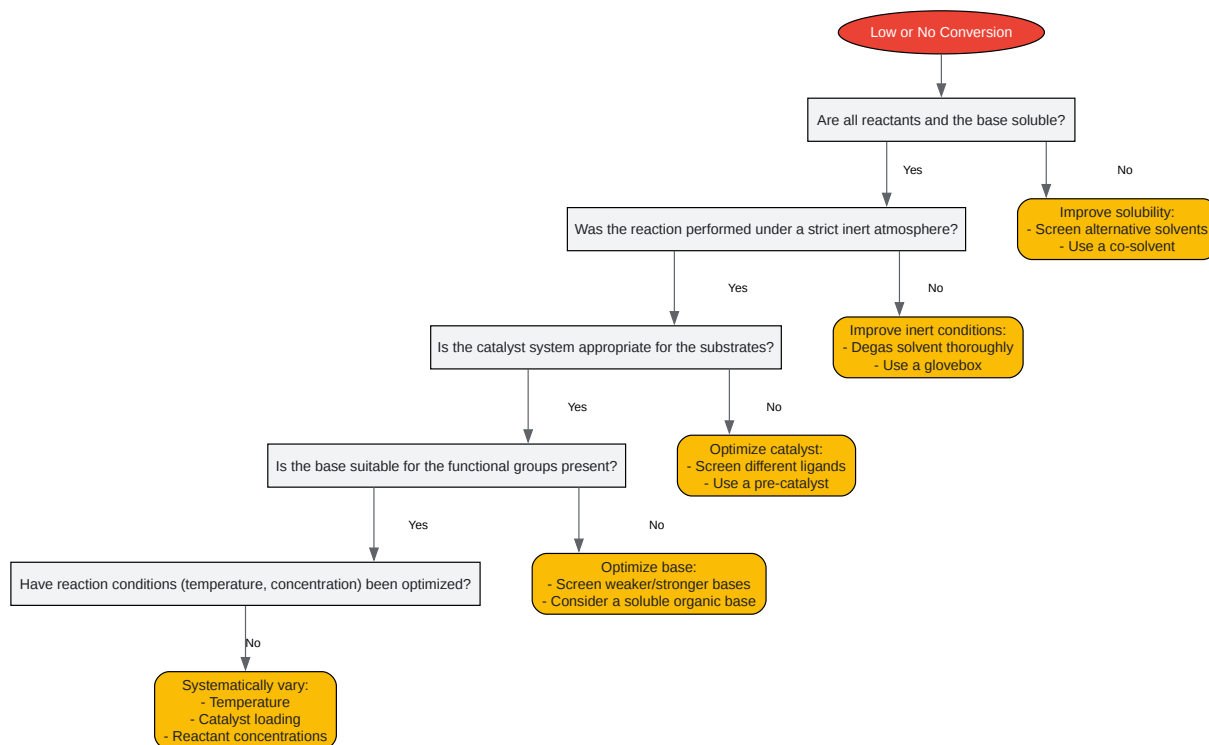 Low or No Conversion
Are all reactants and the base soluble?
Yes
No
Improve solubility:
- Screen alternative solvents
- Use a co-solvent
Was the reaction performed under a strict inert atmosphere?
Yes
No
Improve inert conditions:
- Degas solvent thoroughly
- Use a glovebox
Is the catalyst system appropriate for the substrates?
Yes
No
Optimize catalyst:
- Screen different ligands
- Use a pre-catalyst
Is the base suitable for the functional groups present?
Yes
No
Optimize base:
- Screen weaker/stronger bases
- Consider a soluble organic base
Have reaction conditions (temperature, concentration) been optimized?
No
Systematically vary:
- Temperature
- Catalyst loading
- Reactant concentrations